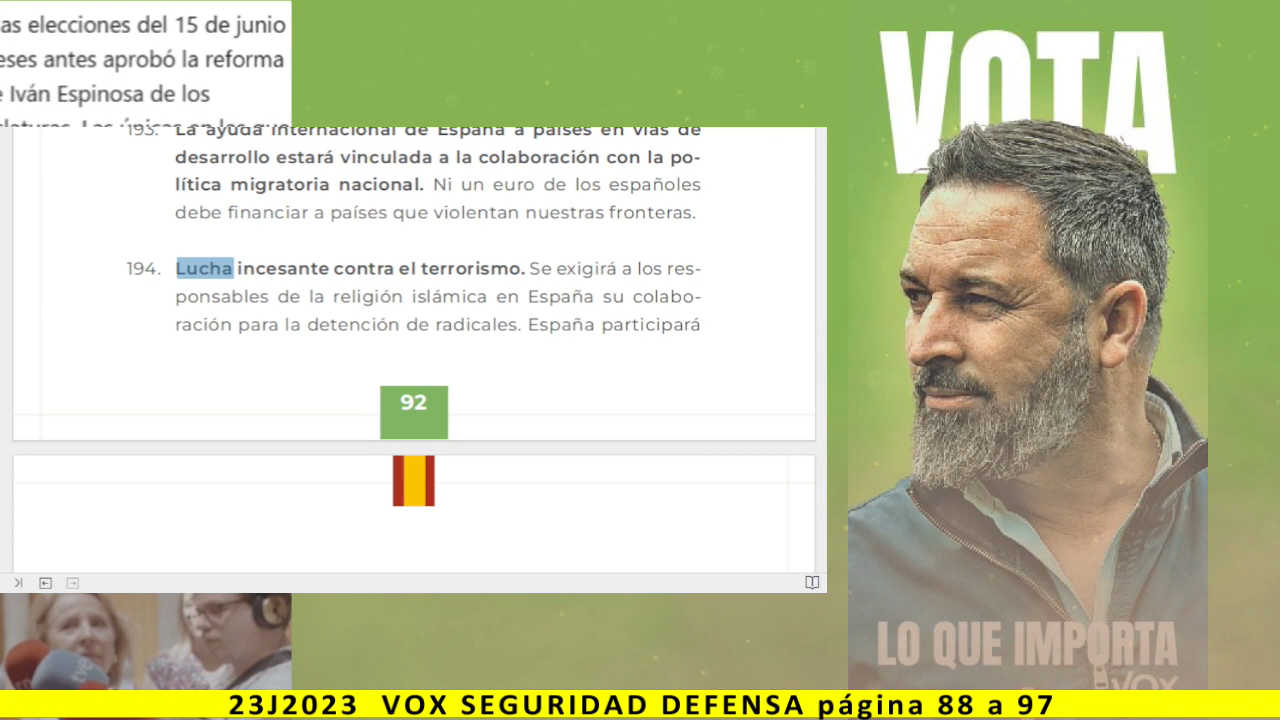 as elecciones del 15 de junio
eses antes aprobó la reforma
e Iván Espinosa de los
193. La ayuda internacional de España a países en vías de
desarrollo estará vinculada a la colaboración con la po-
lítica migratoria nacional. Ni un euro de los españoles
debe financiar a países que violentan nuestras fronteras.
194. Lucha incesante contra el terrorismo. Se exigirá a los res-
ponsables de la religión islámica en España su colabo-
ración para la detención de radicales. España participará
92
VOTA
LO QUE IMPORTA
VOX
23J2023 VOX SEGURIDAD DEFENSA página 88 a 97